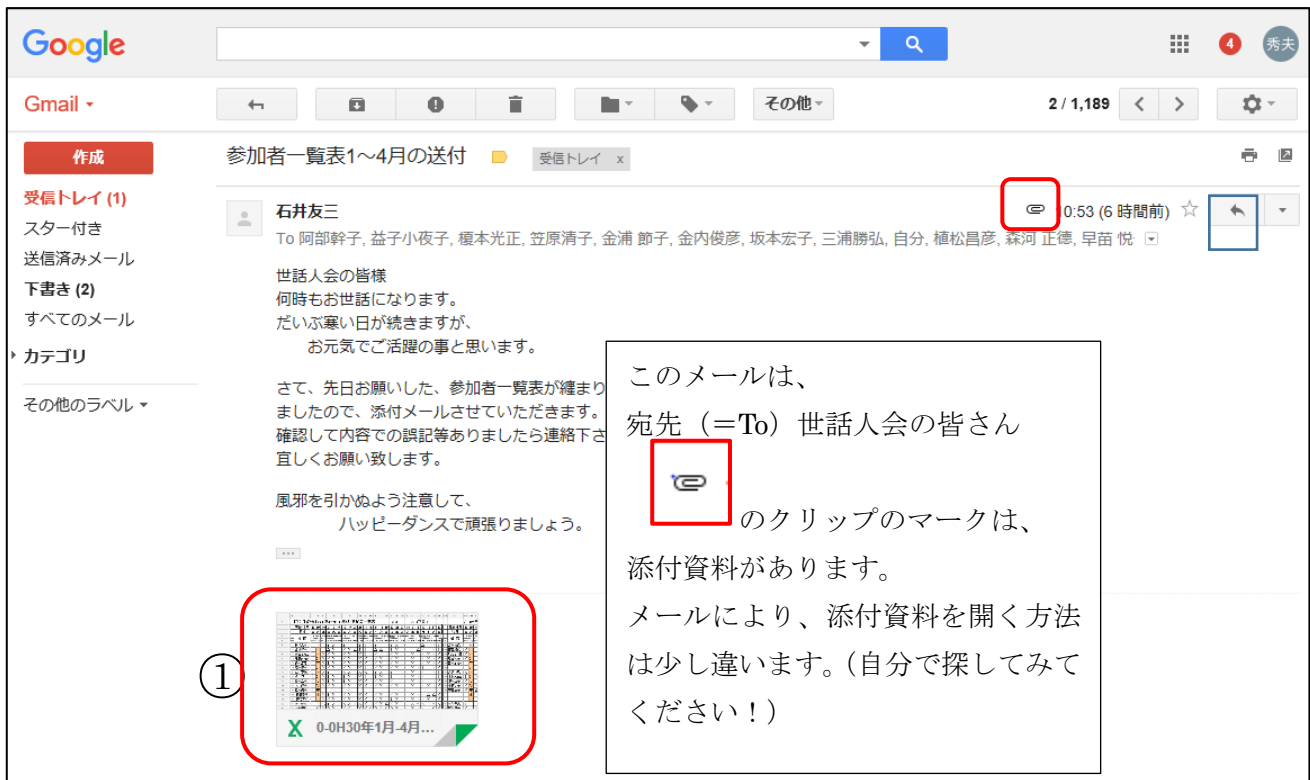 Google
4
秀夫
Gmail
その他
2 / 1,189
作成
参加者一覧表1～4月の送付
受信トレイ x
受信トレイ (1)
スター付き
送信済みメール
下書き (2)
すべてのメール
カテゴリ
その他のラベル
石井友三
10:53 (6 時間前)
To 阿部幹子, 益子小夜子, 榎本光正, 笠原清子, 金浦 節子, 金内俊彦, 坂本宏子, 三浦勝弘, 自分, 植松昌彦, 森河 正徳, 早苗 悦
世話人会の皆様
何時もお世話になります。
だいぶ寒い日が続きますが、
お元気でご活躍の事と思います。
さて、先日お願いした、参加者一覧表が纏まり
ましたので、添付メールさせていただきます。
確認して内容での誤記等ありましたら連絡下さ
宜しくお願い致します。
風邪を引かぬよう注意して、
ハッピーダンスで頑張りましょう。
このメールは、
宛先（＝To）世話人会の皆さん
のクリップのマークは、
添付資料があります。
メールにより、添付資料を開く方法
は少し違います。（自分で探してみて
ください！）
①
X 0-0H30年1月-4月...